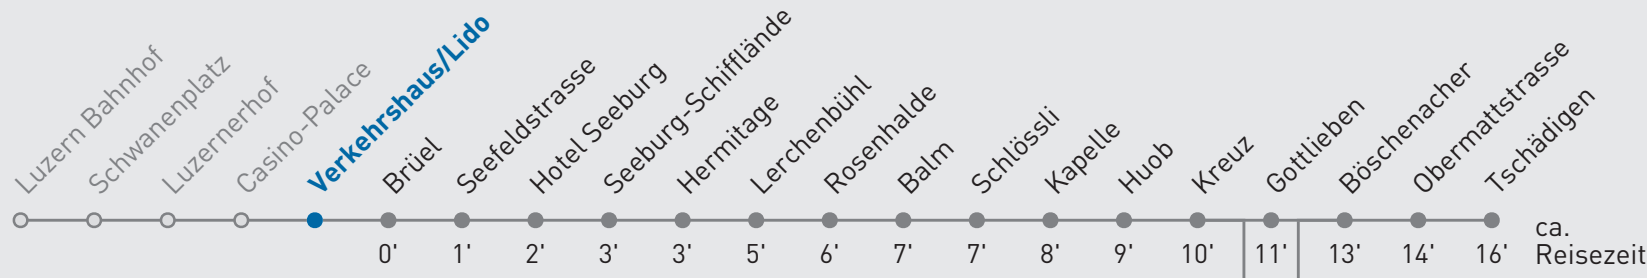 Luzern Bahnhof
Schwanenplatz
Luzernerhof
Casino-Palace
Verkehrshaus/Lido
Brüel
Seefeldstrasse
Hotel Seeburg
Seeburg-Schifflände
Hermitage
Lerchenbühl
Rosenhalde
Balm
Schlössli
Kapelle
Huob
Kreuz
Gottlieben
Böschenacher
Obermattstrasse
Tschädigen
0' 1' 2' 3' 3' 5' 6' 7' 7' 8' 9' 10' 11' 13' 14' 16'
ca.
Reisezeit